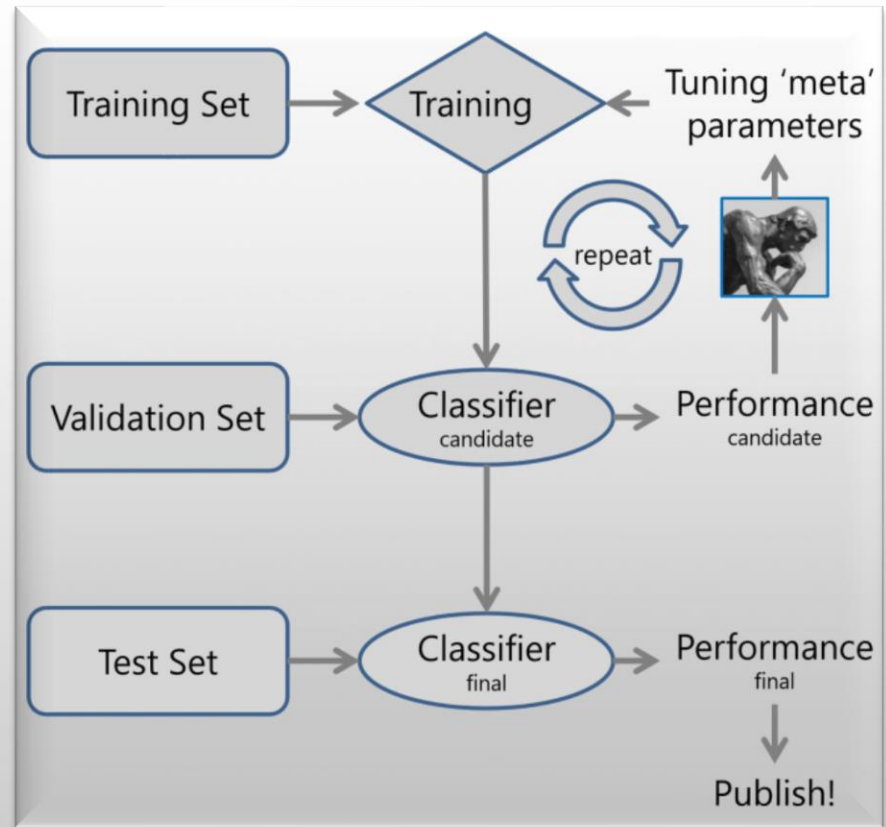 Training Set
Training
Tuning ‘meta’
parameters
repeat
Validation Set
Classifier
candidate
Performance
candidate
Test Set
Classifier
final
Performance
final
Publish!